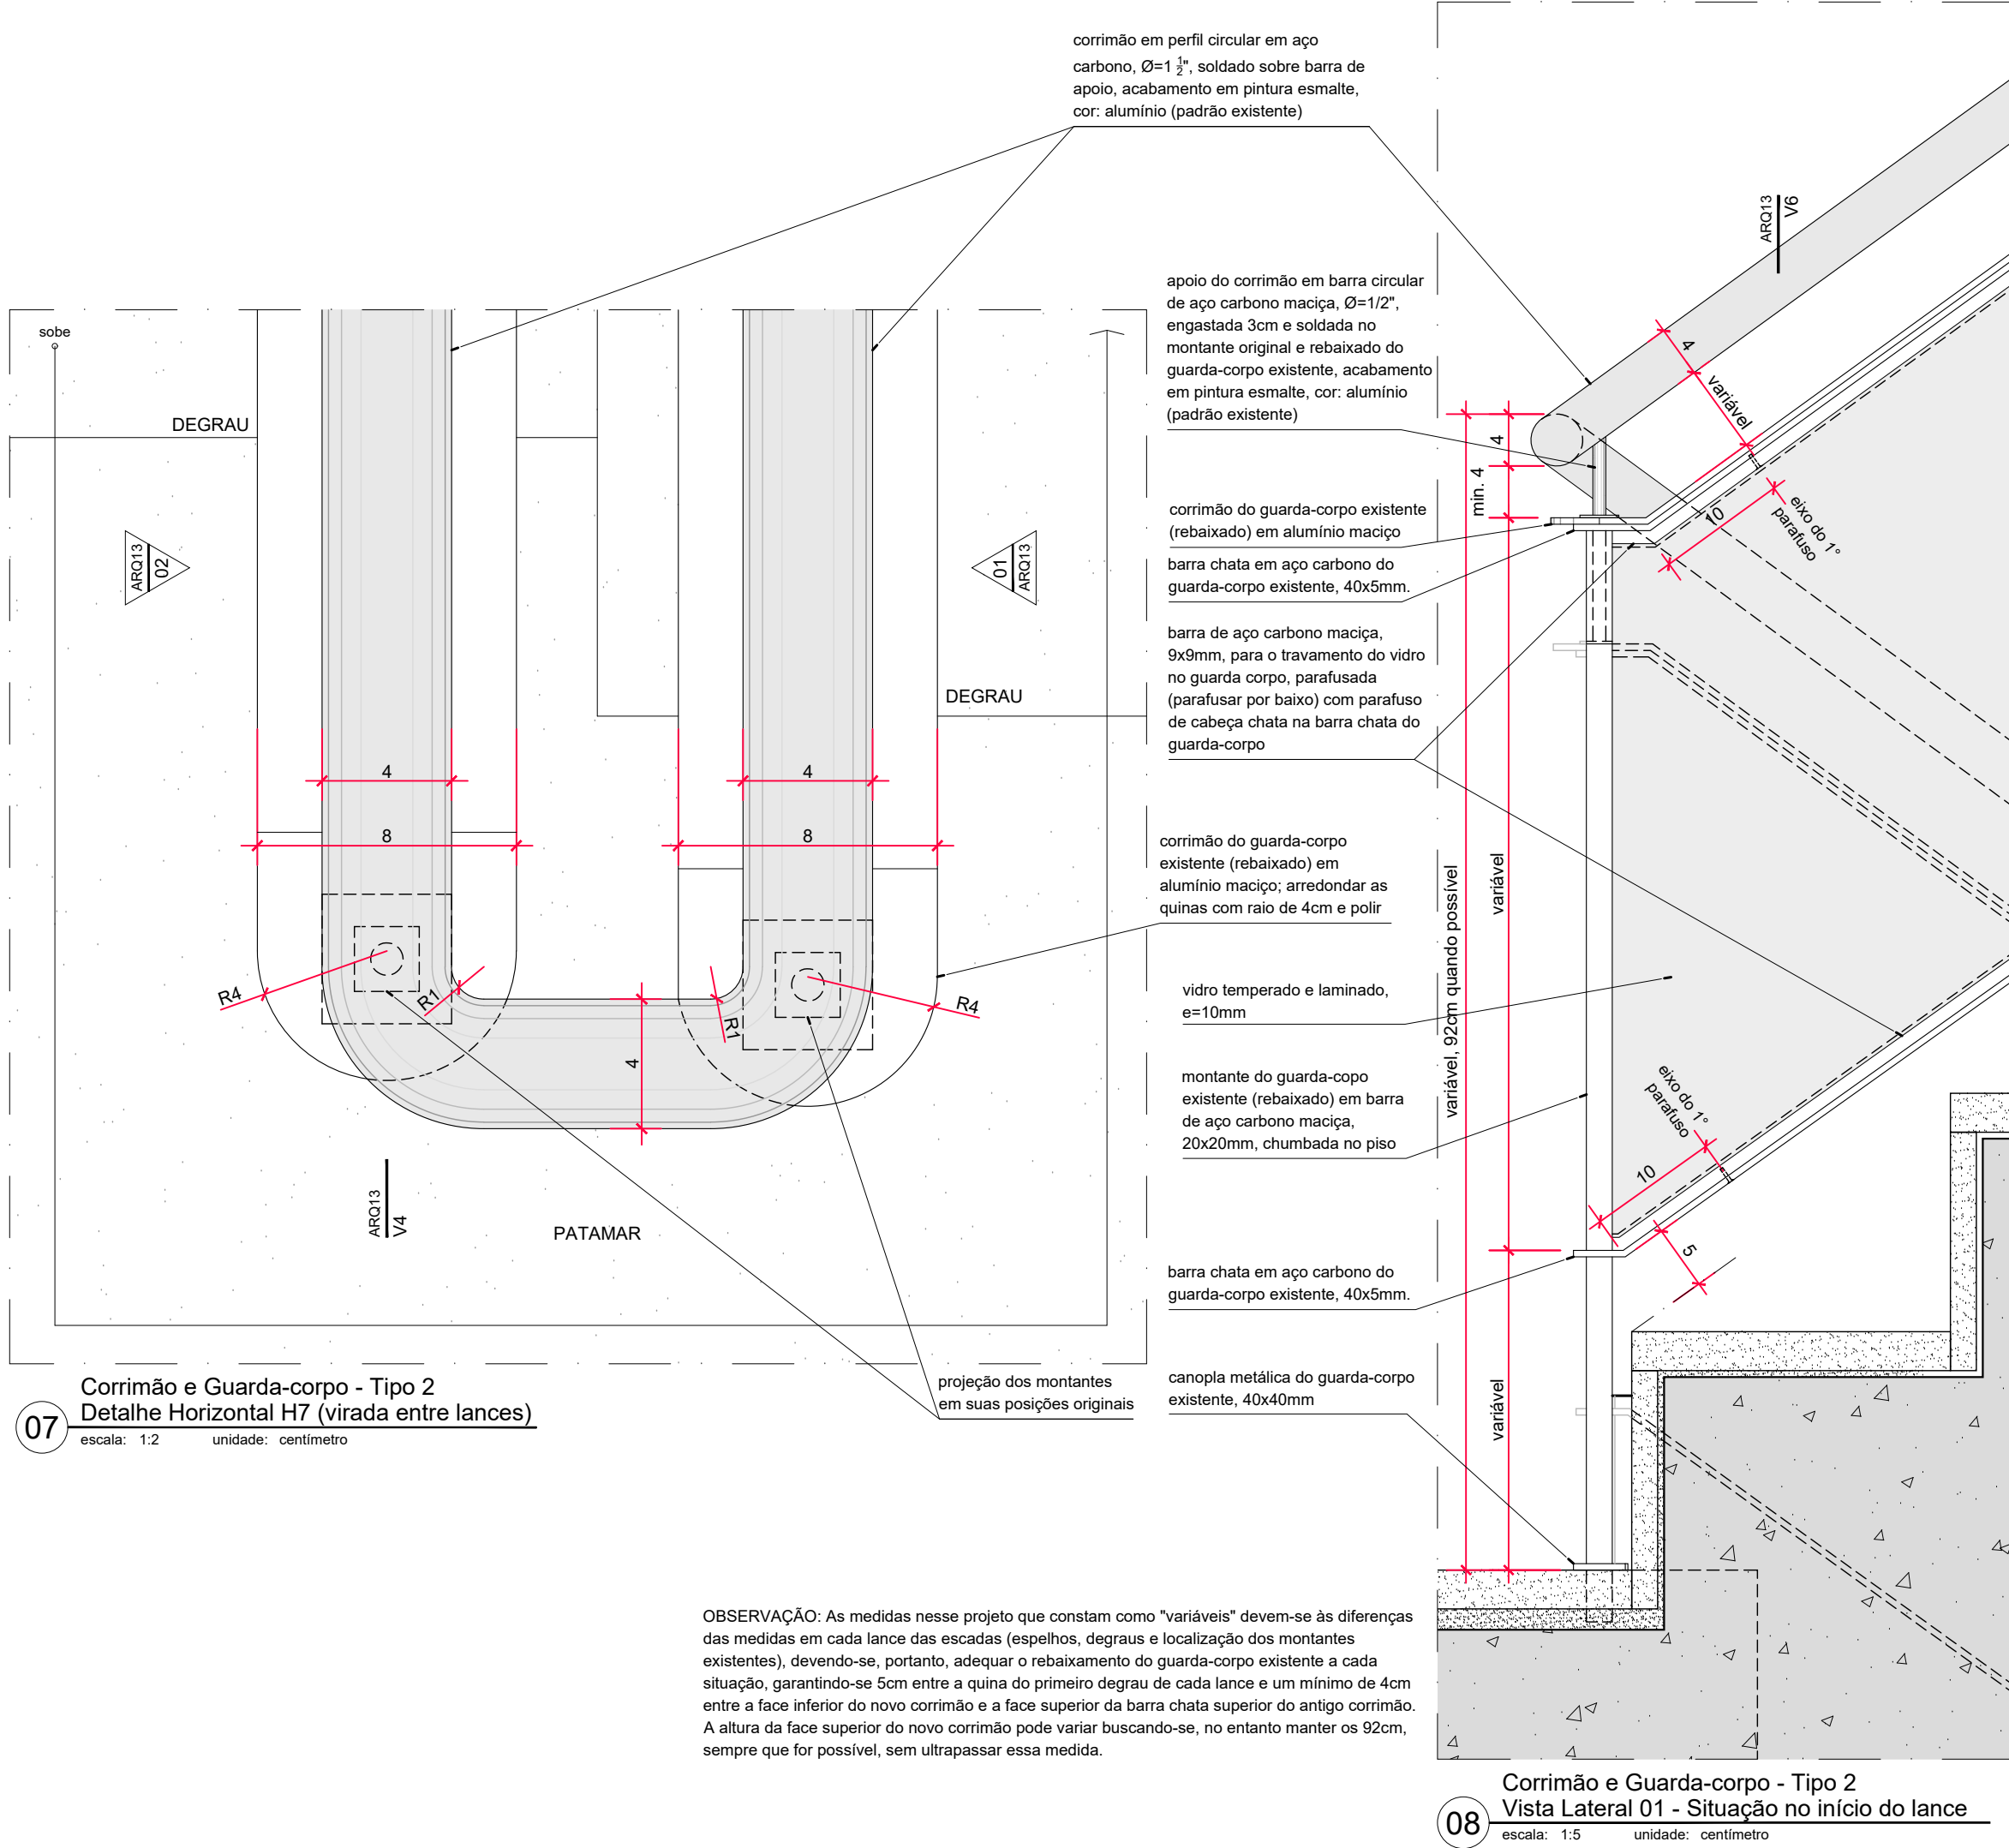 corrimão em perfil circular em aço
carbono, Ø=1 1/2", soldado sobre barra de
apoio, acabamento em pintura esmalte,
cor: alumínio (padrão existente)
sobe
DEGRAU
ARQ13
02
01
ARQ13
DEGRAU
4
4
8
8
R4
R1
R1
R4
4
ARQ13
V4
PATAMAR
07
Corrimão e Guarda-corpo - Tipo 2
Detalhe Horizontal H7 (virada entre lances)
escala: 1:2 unidade: centímetro
apoio do corrimão em barra circular
de aço carbono maciça, Ø=1/2",
engastada 3cm e soldada no
montante original e rebaixado do
guarda-corpo existente, acabamento
em pintura esmalte, cor: alumínio
(padrão existente)
corrimão do guarda-corpo existente
(rebaixado) em alumínio maciço
barra chata em aço carbono do
guarda-corpo existente, 40x5mm.
barra de aço carbono maciça,
9x9mm, para o travamento do vidro
no guarda corpo, parafusada
(parafusar por baixo) com parafuso
de cabeça chata na barra chata do
guarda-corpo
corrimão do guarda-corpo
existente (rebaixado) em
alumínio maciço; arredondar as
quinas com raio de 4cm e polir
vidro temperado e laminado,
e=10mm
montante do guarda-copo
existente (rebaixado) em barra
de aço carbono maciça,
20x20mm, chumbada no piso
barra chata em aço carbono do
guarda-corpo existente, 40x5mm.
canopla metálica do guarda-corpo
existente, 40x40mm
projeção dos montantes
em suas posições originais
ARQ13
V6
4
variável
4
min. 4
10
eixo do 1°
parafuso
variável
variável, 92cm quando possível
eixo do 1°
parafuso
10
5
variável
OBSERVAÇÃO: As medidas nesse projeto que constam como "variáveis" devem-se às diferenças
das medidas em cada lance das escadas (espelhos, degraus e localização dos montantes
existentes), devendo-se, portanto, adequar o rebaixamento do guarda-corpo existente a cada
situação, garantindo-se 5cm entre a quina do primeiro degrau de cada lance e um mínimo de 4cm
entre a face inferior do novo corrimão e a face superior da barra chata superior do antigo corrimão.
A altura da face superior do novo corrimão pode variar buscando-se, no entanto manter os 92cm,
sempre que for possível, sem ultrapassar essa medida.
08
Corrimão e Guarda-corpo - Tipo 2
Vista Lateral 01 - Situação no início do lance
escala: 1:5 unidade: centímetro